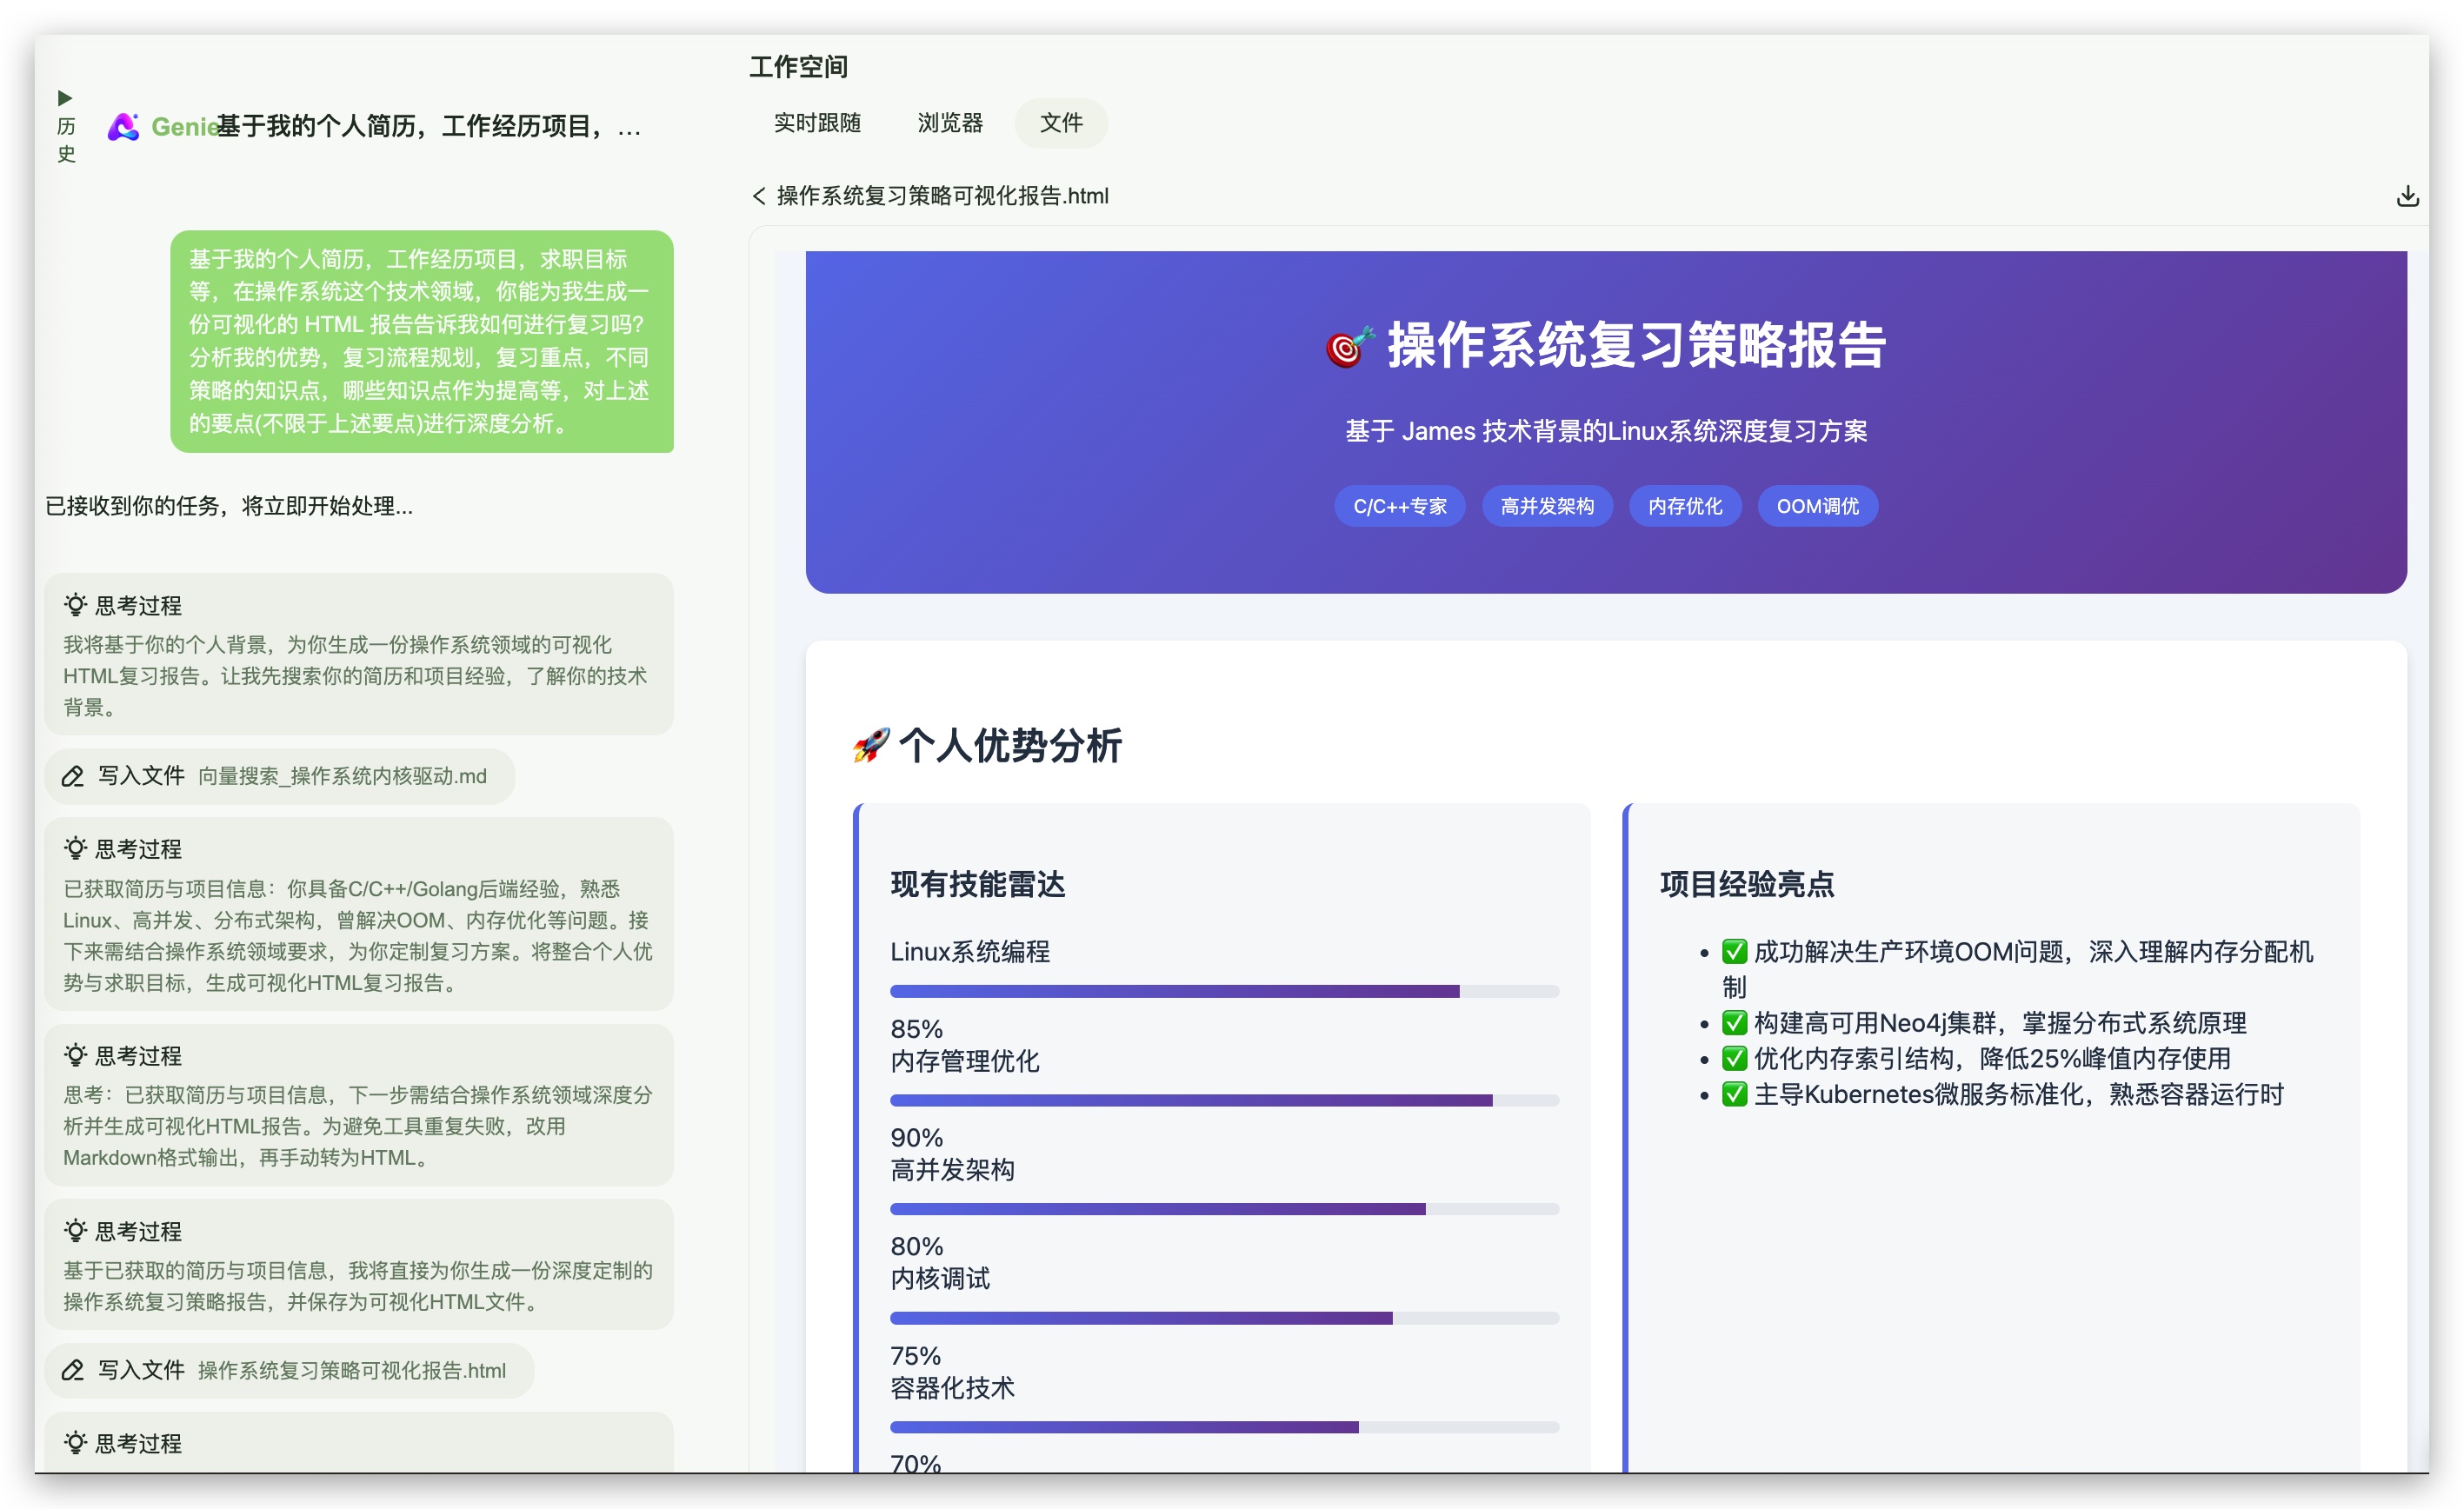 历
史
Genie
基于我的个人简历，工作经历项目，...
基于我的个人简历，工作经历项目，求职目标
等，在操作系统这个技术领域，你能为我生成一
份可视化的 HTML 报告告诉我如何进行复习吗？
分析我的优势，复习流程规划，复习重点，不同
策略的知识点，哪些知识点作为提高等，对上述
的要点(不限于上述要点)进行深度分析。
已接收到你的任务，将立即开始处理...
思考过程
我将基于你的个人背景，为你生成一份操作系统领域的可视化
HTML复习报告。让我先搜索你的简历和项目经验，了解你的技术
背景。
写入文件 向量搜索_操作系统内核驱动.md
思考过程
已获取简历与项目信息：你具备C/C++/Golang后端经验，熟悉
Linux、高并发、分布式架构，曾解决OOM、内存优化等问题。接
下来需结合操作系统领域要求，为你定制复习方案。将整合个人优
势与求职目标，生成可视化HTML复习报告。
思考过程
思考：已获取简历与项目信息，下一步需结合操作系统领域深度分
析并生成可视化HTML报告。为避免工具重复失败，改用
Markdown格式输出，再手动转为HTML。
思考过程
基于已获取的简历与项目信息，我将直接为你生成一份深度定制的
操作系统复习策略报告，并保存为可视化HTML文件。
写入文件 操作系统复习策略可视化报告.html
思考过程
工作空间
实时跟随 浏览器 文件
操作系统复习策略可视化报告.html
🎯 操作系统复习策略报告
基于 James 技术背景的Linux系统深度复习方案
C/C++专家 高并发架构 内存优化 OOM调优
🚀 个人优势分析
现有技能雷达
Linux系统编程
85%
内存管理优化
90%
高并发架构
80%
内核调试
75%
容器化技术
70%
项目经验亮点
• ✅ 成功解决生产环境OOM问题，深入理解内存分配机
制
• ✅ 构建高可用Neo4j集群，掌握分布式系统原理
• ✅ 优化内存索引结构，降低25%峰值内存使用
• ✅ 主导Kubernetes微服务标准化，熟悉容器运行时